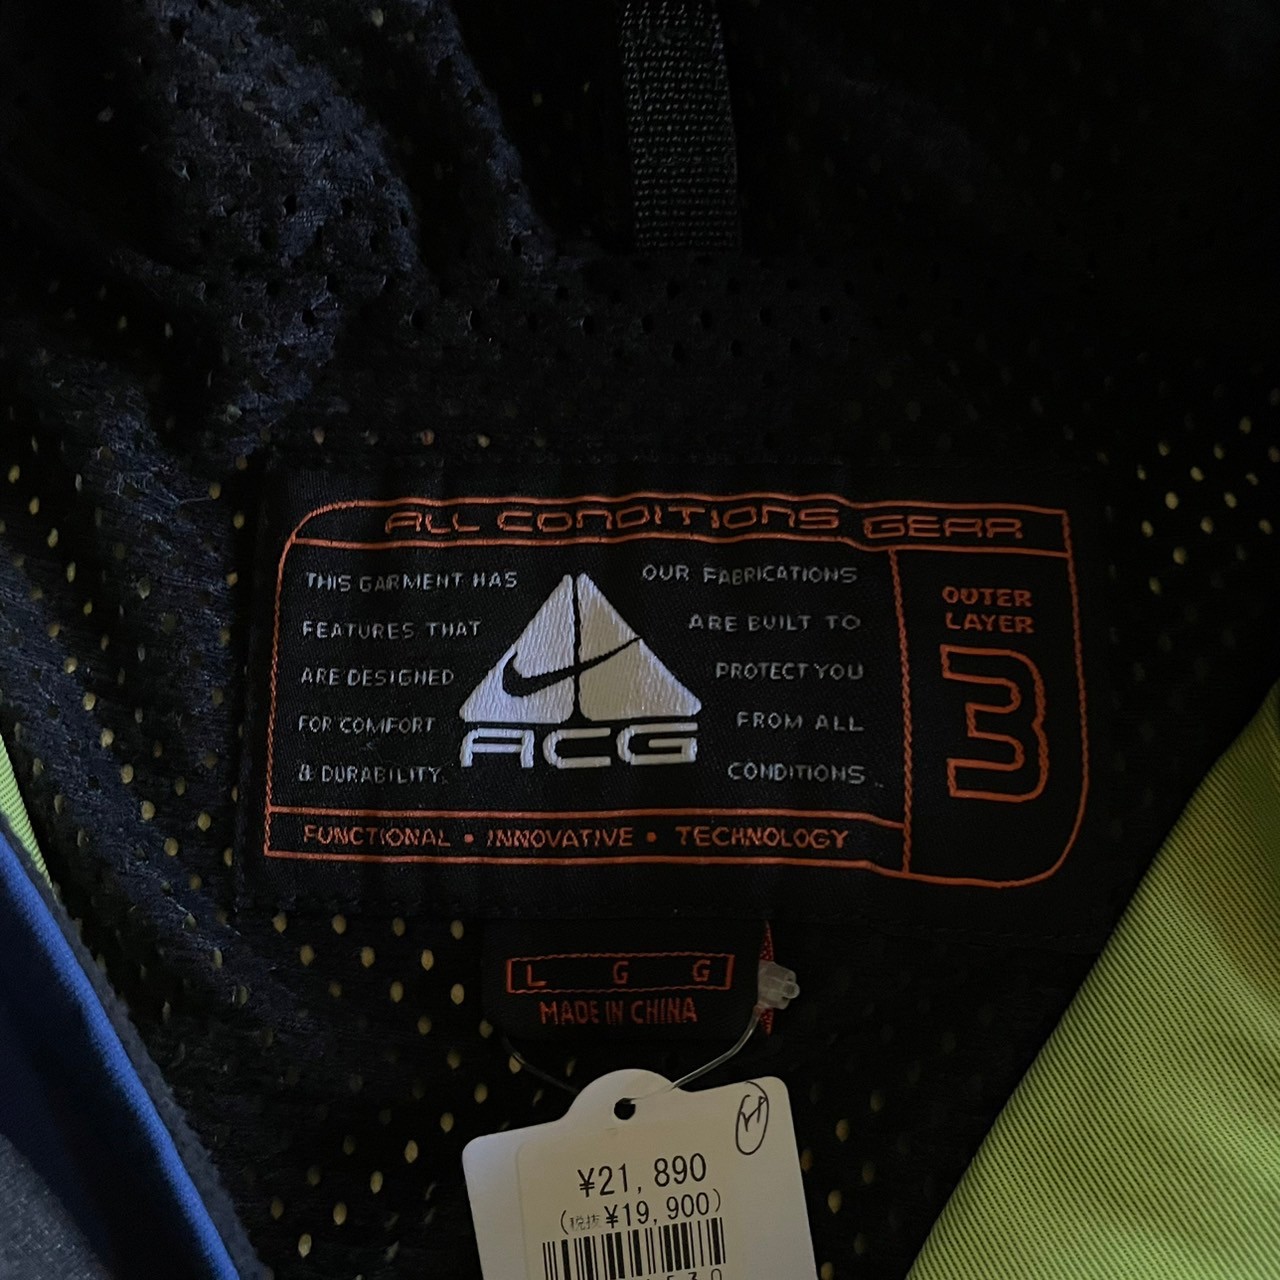 ALL CONDITIONS GEAR
THIS GARMENT HAS
FEATURES THAT
ARE DESIGNED
FOR COMFORT
& DURABILITY.
ACG
OUR FABRICATIONS
ARE BUILT TO
PROTECT YOU
FROM ALL
CONDITIONS
OUTER
LAYER
3
FUNCTIONAL • INNOVATIVE • TECHNOLOGY
L G G
MADE IN CHINA
¥21,890
(税抜 ¥19,900)